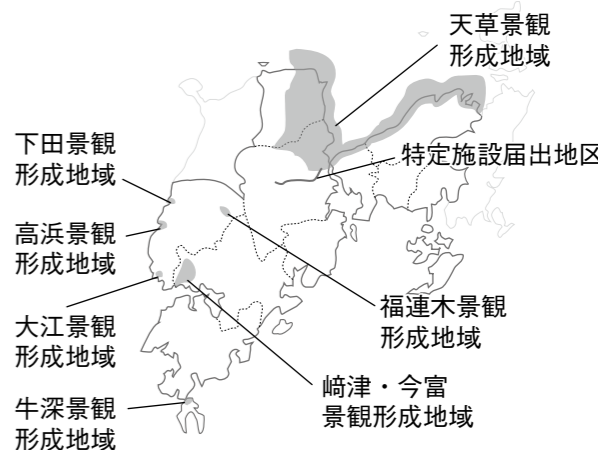 天草景観
形成地域
特定施設届出地区
下田景観
形成地域
高浜景観
形成地域
大江景観
形成地域
福連木景観
形成地域
﨑津・今富
景観形成地域
牛深景観
形成地域